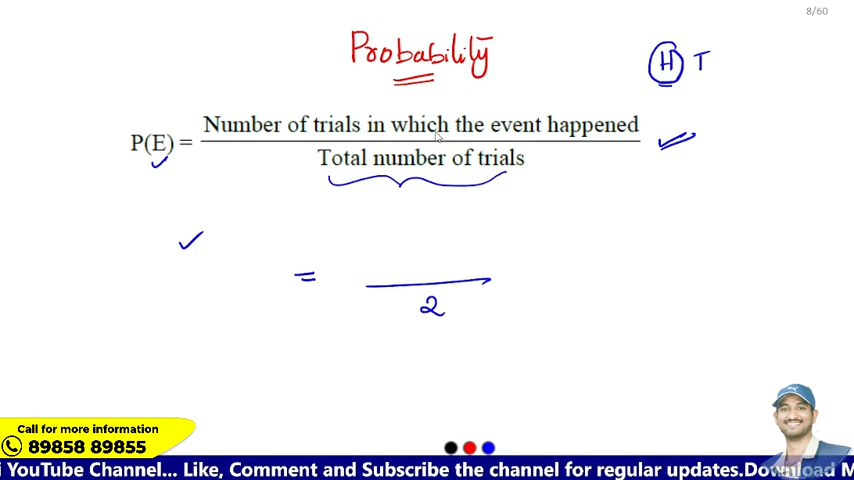 8/60
Probability
H T
P(E) = Number of trials in which the event happened
Total number of trials
=
2
Call for more information
89858 89855
i YouTube Channel... Like, Comment and Subscribe the channel for regular updates.Download M